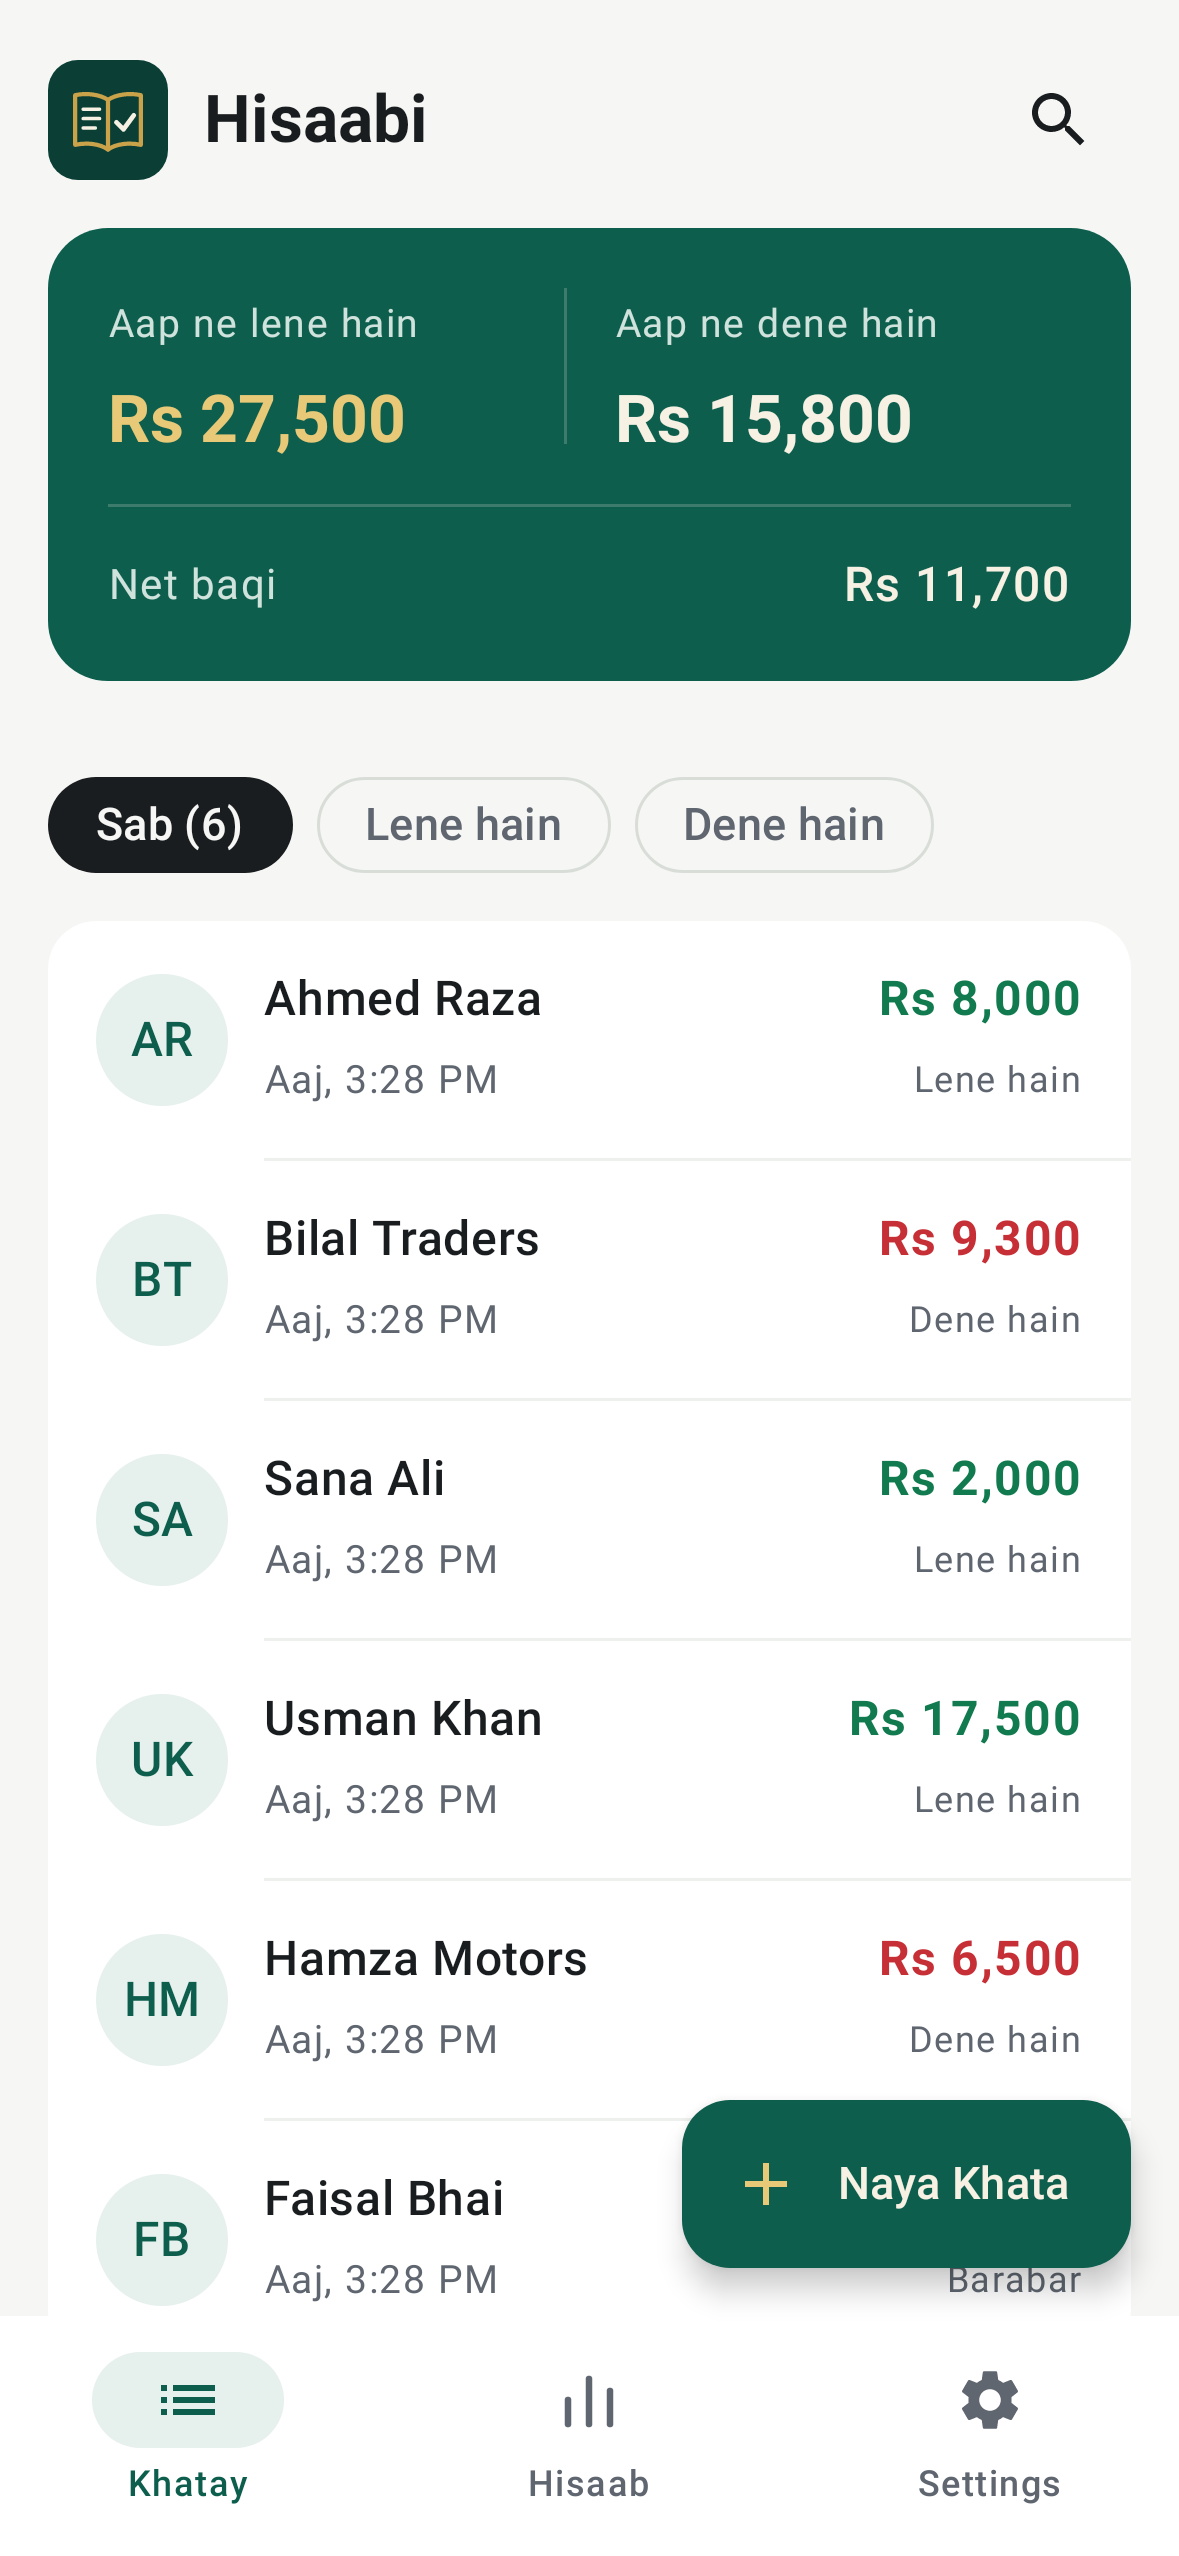 Hisaabi
Aap ne lene hain
Aap ne dene hain
Rs 27,500
Rs 15,800
Net baqi
Rs 11,700
Sab (6)
Lene hain
Dene hain
AR
Ahmed Raza
Rs 8,000
Aaj, 3:28 PM
Lene hain
BT
Bilal Traders
Rs 9,300
Aaj, 3:28 PM
Dene hain
SA
Sana Ali
Rs 2,000
Aaj, 3:28 PM
Lene hain
UK
Usman Khan
Rs 17,500
Aaj, 3:28 PM
Lene hain
HM
Hamza Motors
Rs 6,500
Aaj, 3:28 PM
Dene hain
FB
Faisal Bhai
Naya Khata
Aaj, 3:28 PM
Barabar
Khatay
Hisaab
Settings